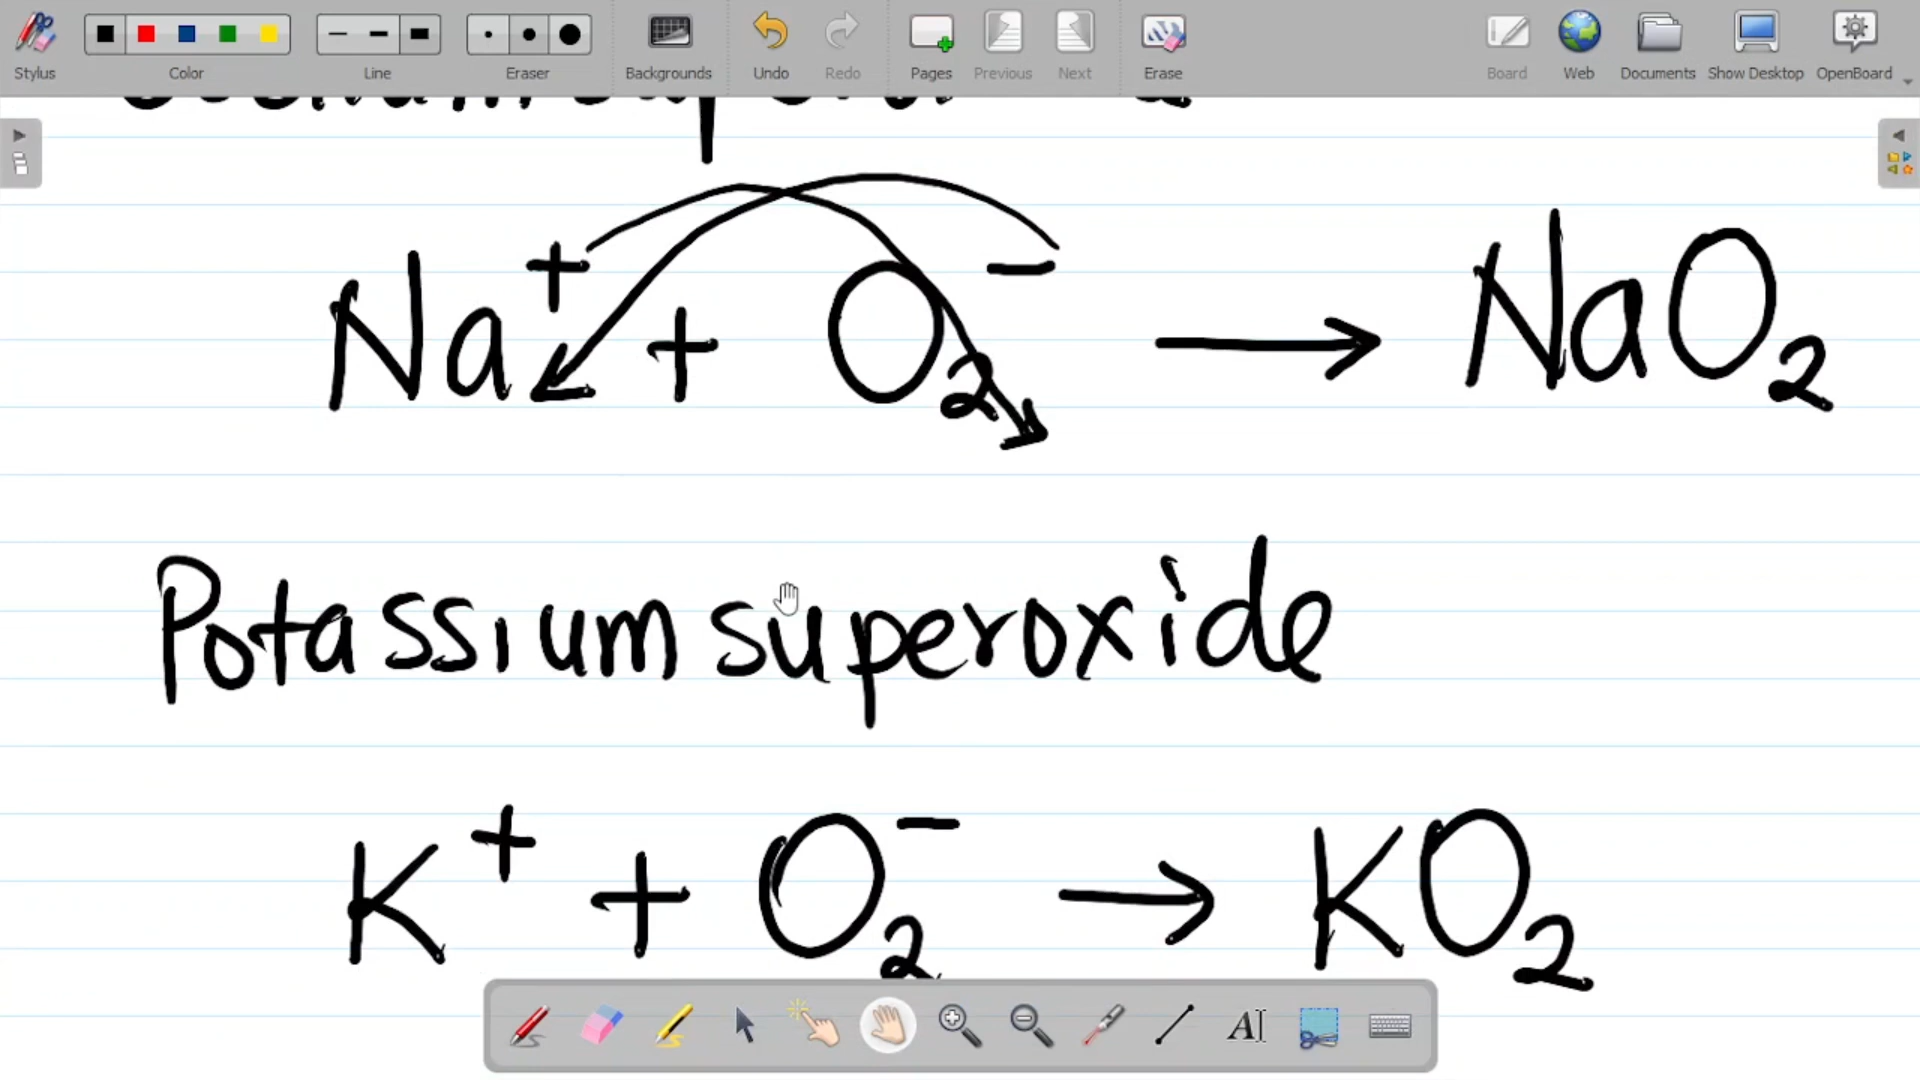 Stylus Color Line Eraser Backgrounds Undo Redo Pages Previous Next Erase Board Web Documents Show Desktop OpenBoard
Na⁺ + O₂⁻ → NaO₂
Potassium superoxide
K⁺ + O₂⁻ → KO₂